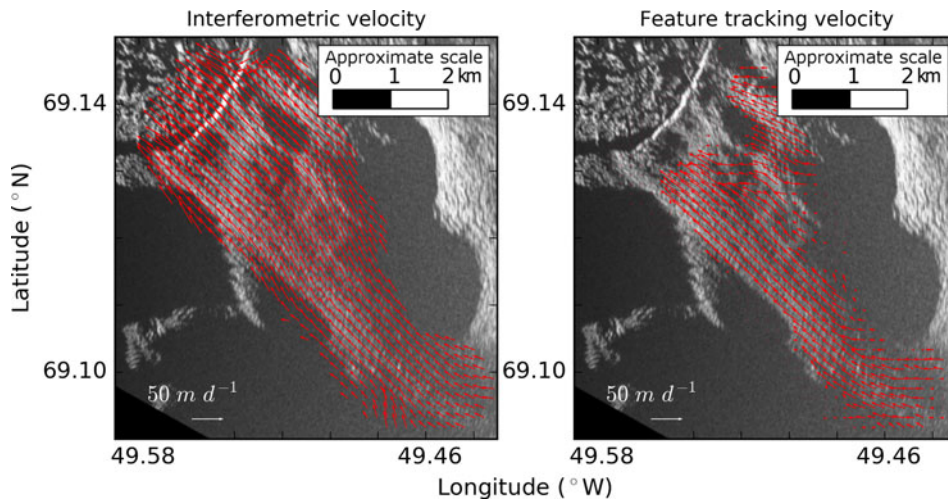 Interferometric velocity
Feature tracking velocity
Approximate scale
0 1 2 km
Approximate scale
0 1 2 km
69.14
69.14
Latitude (°N)
69.10
69.10
50 m d⁻¹
50 m d⁻¹
49.58
49.46
49.58
49.46
Longitude (°W)